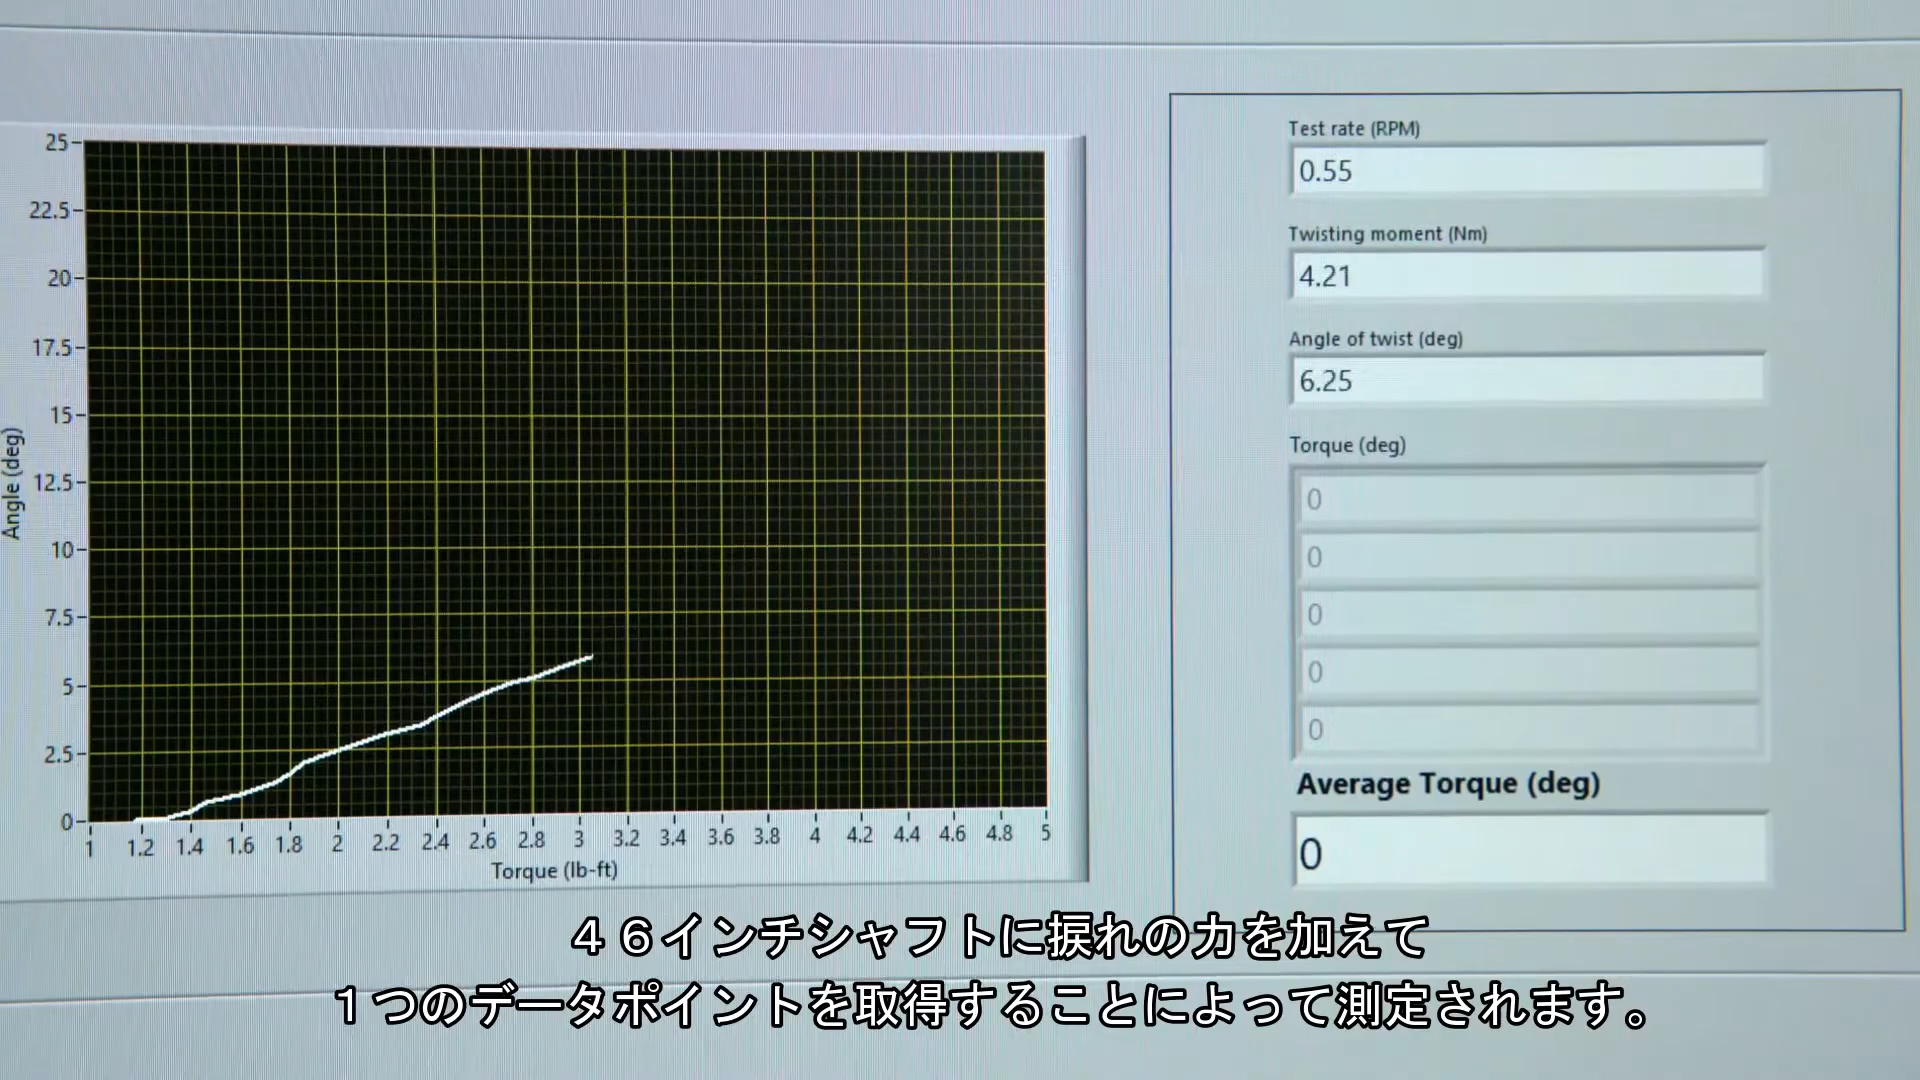 25
22.5
20
17.5
15
12.5
10
7.5
5
2.5
0
Angle (deg)
1 1.2 1.4 1.6 1.8 2 2.2 2.4 2.6 2.8 3 3.2 3.4 3.6 3.8 4 4.2 4.4 4.6 4.8 5
Torque (lb-ft)
Test rate (RPM)
0.55
Twisting moment (Nm)
4.21
Angle of twist (deg)
6.25
Torque (deg)
0
0
0
0
0
Average Torque (deg)
0
４６インチシャフトに捩れの力を加えて
１つのデータポイントを取得することによって測定されます。